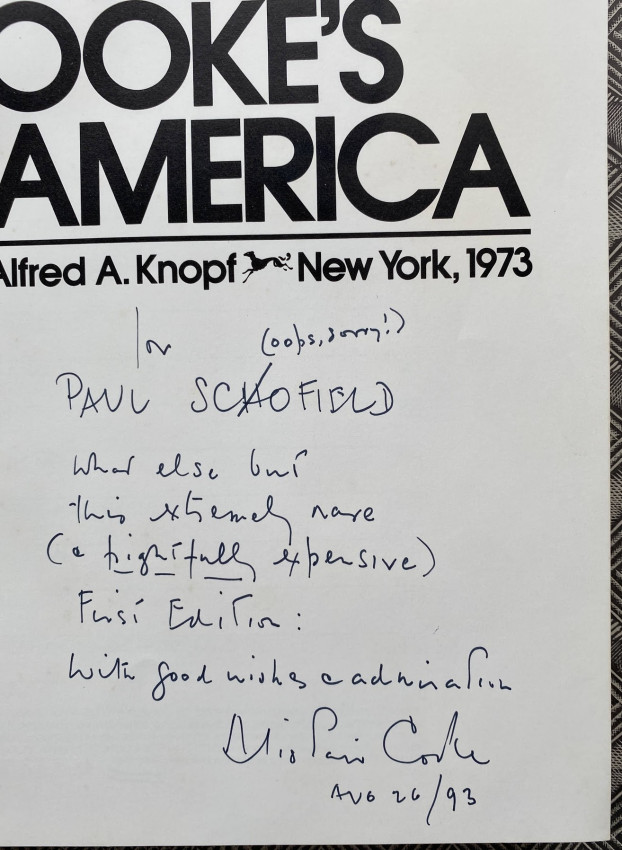 OOKE'S
AMERICA
Alfred A. Knopf New York, 1973
for (oops, sorry!)
PAUL SCHOFIELD
what else but
this extremely rare
(& frightfully expensive)
First Edition:
with good wishes & admiration
Alistair Cooke
AUG 26/93